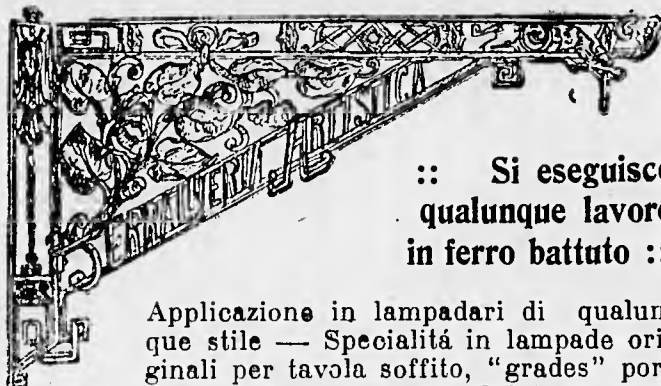 SERRALHERIA ARTISTICA
:: Si eseguisce
qualunque lavoro
in ferro battuto ::
Applicazione in lampadari di qualun
que stile — Specialitá in lampade ori
ginali per tavola soffito, “grades” por